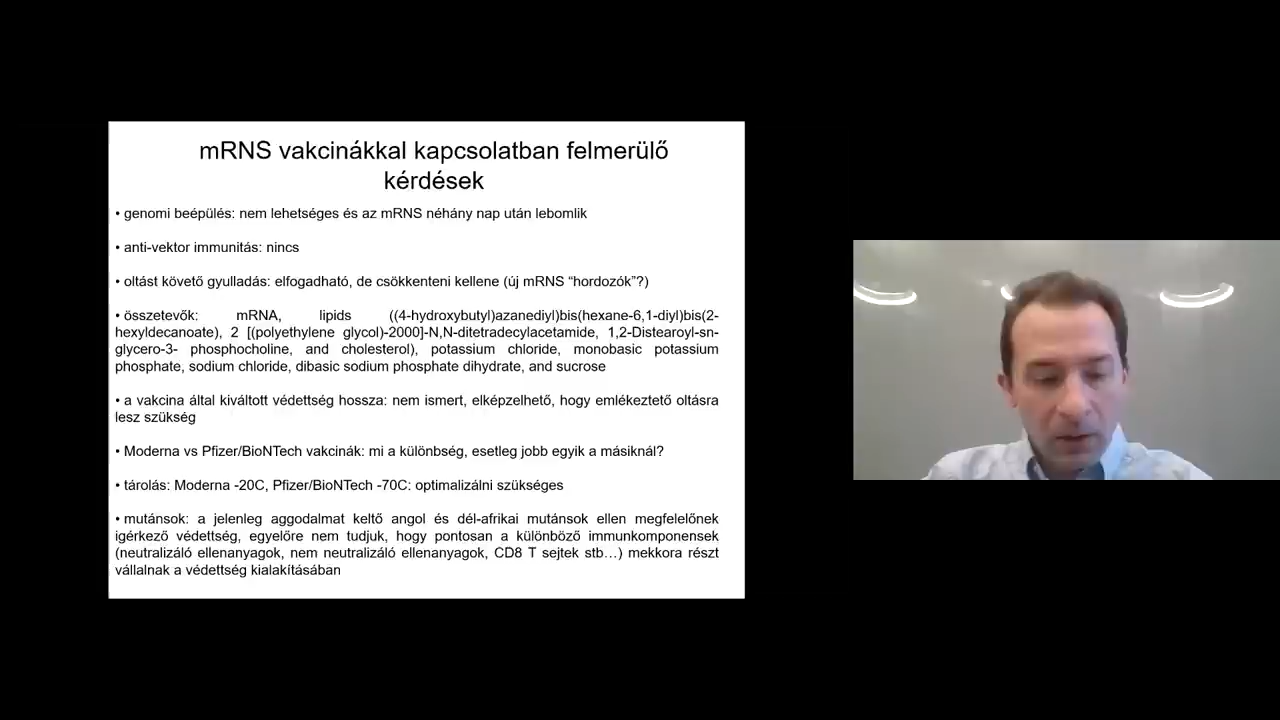 mRNS vakcinákkal kapcsolatban felmerülő
kérdések
• genomi beépülés: nem lehetséges és az mRNS néhány nap után lebomlik
• anti-vektor immunitás: nincs
• oltást követő gyulladás: elfogadható, de csökkenteni kellene (új mRNS “hordozók”?)
• összetevők: mRNA, lipids ((4-hydroxybutyl)azanediyl)bis(hexane-6,1-diyl)bis(2-
hexyldecanoate), 2 [(polyethylene glycol)-2000]-N,N-ditetradecylacetamide, 1,2-Distearoyl-sn-
glycero-3- phosphocholine, and cholesterol), potassium chloride, monobasic potassium
phosphate, sodium chloride, dibasic sodium phosphate dihydrate, and sucrose
• a vakcina által kiváltott védettség hossza: nem ismert, elképzelhető, hogy emlékeztető oltásra
lesz szükség
• Moderna vs Pfizer/BioNTech vakcinák: mi a különbség, esetleg jobb egyik a másiknál?
• tárolás: Moderna -20C, Pfizer/BioNTech -70C: optimalizálni szükséges
• mutánsok: a jelenleg aggodalmat keltő angol és dél-afrikai mutánsok ellen megfelelőnek
igérkező védettség, egyelőre nem tudjuk, hogy pontosan a különböző immunkomponensek
(neutralizáló ellenanyagok, nem neutralizáló ellenanyagok, CD8 T sejtek stb…) mekkora részt
vállalnak a védettség kialakításában